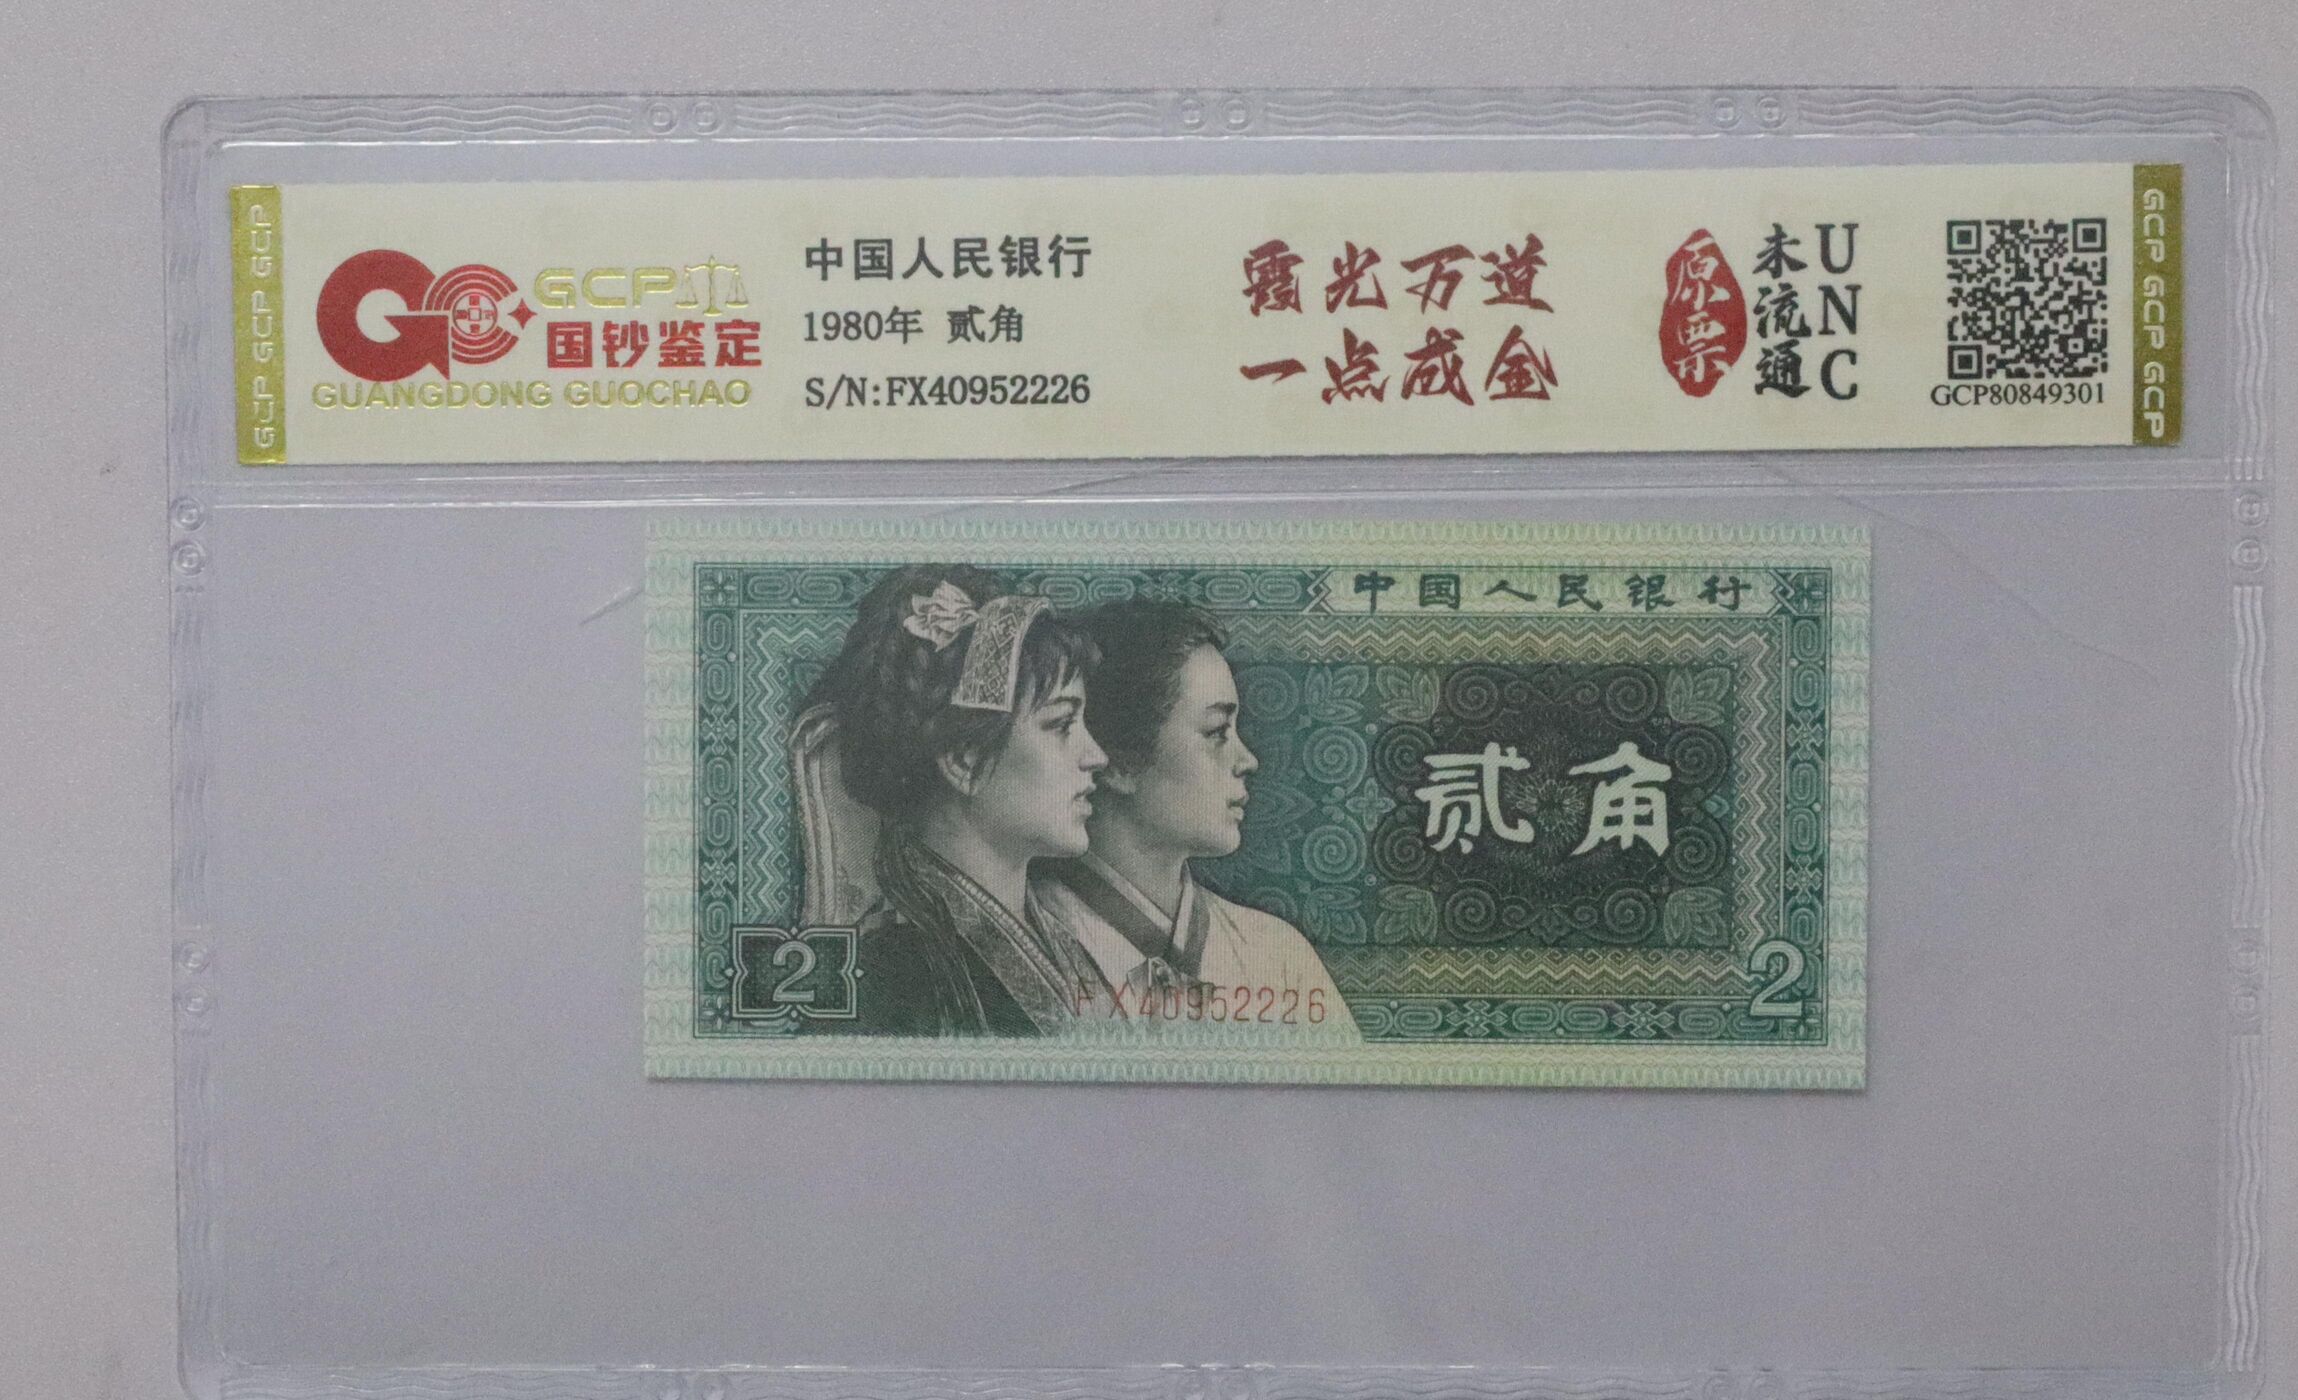 GCP GCP GCP GCP
GCP
国钞鉴定
GUANGDONG GUOCHAO
中国人民银行
1980年 贰角
S/N:FX40952226
霞光万道
一点成金
原票
未流通
UNC
GCP80849301
GCP GCP GCP GCP
中国人民银行
贰角
2
FX40952226
2